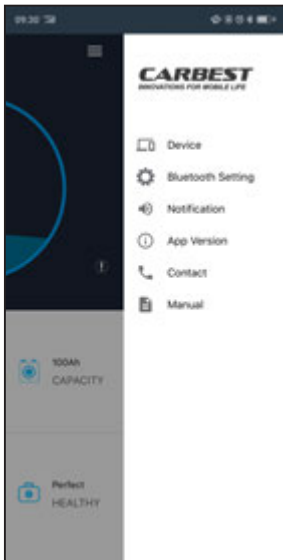 09:30
CARBEST
INNOVATIONS FOR MOBILE LIFE
Device
Bluetooth Setting
Notification
App Version
Contact
Manual
100Ah
CAPACITY
Perfect
HEALTHY